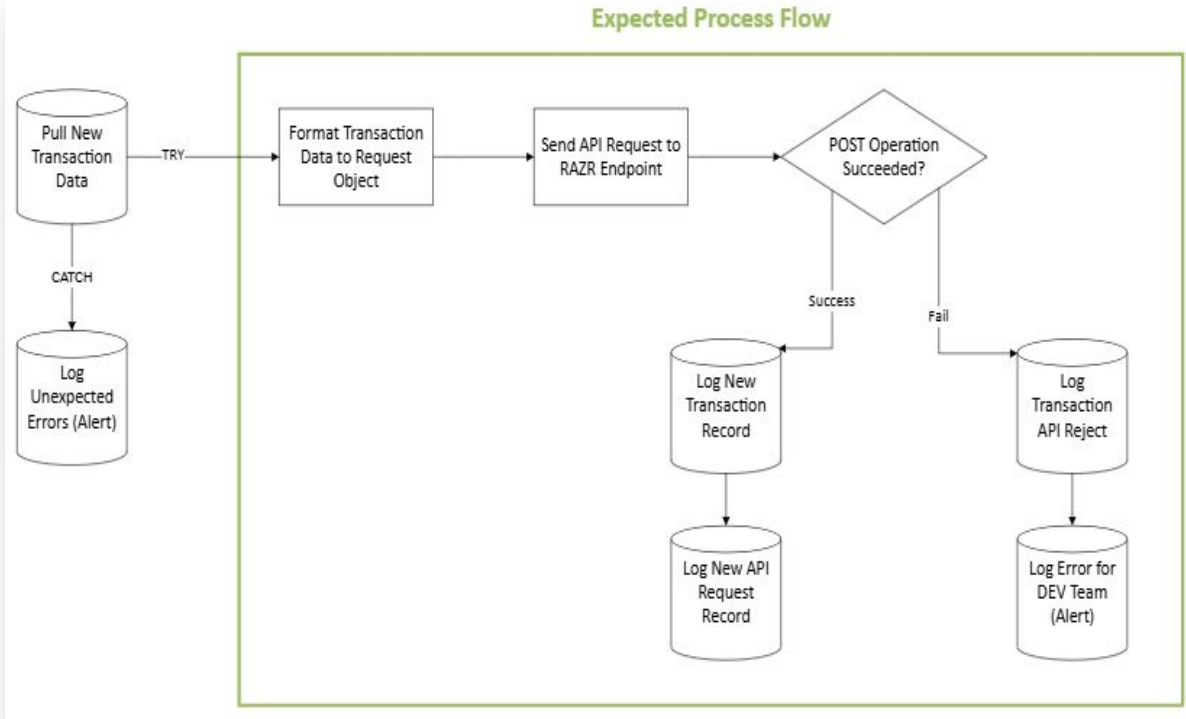 Expected Process Flow
Pull New
Transaction
Data
TRY
Format Transaction
Data to Request
Object
Send API Request to
RAZR Endpoint
POST Operation
Succeeded?
CATCH
Success
Fail
Log
Unexpected
Errors (Alert)
Log New
Transaction
Record
Log
Transaction
API Reject
Log New API
Request
Record
Log Error for
DEV Team
(Alert)